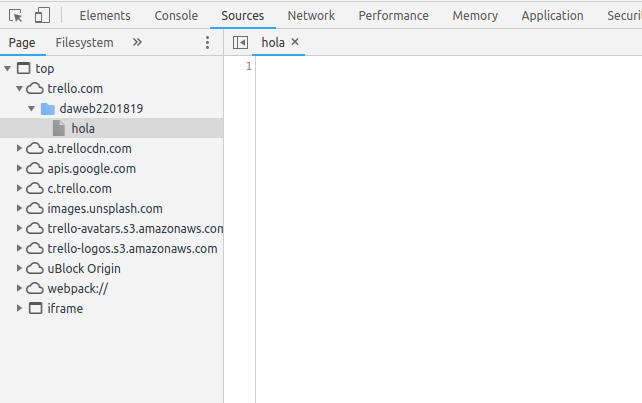 Elements Console Sources Network Performance Memory Application Securi
Page Filesystem » hola ×
top 1
trello.com
daweb2201819
hola
a.trellocdn.com
apis.google.com
c.trello.com
images.unsplash.com
trello-avatars.s3.amazonaws.com
trello-logos.s3.amazonaws.com
uBlock Origin
webpack://
iframe